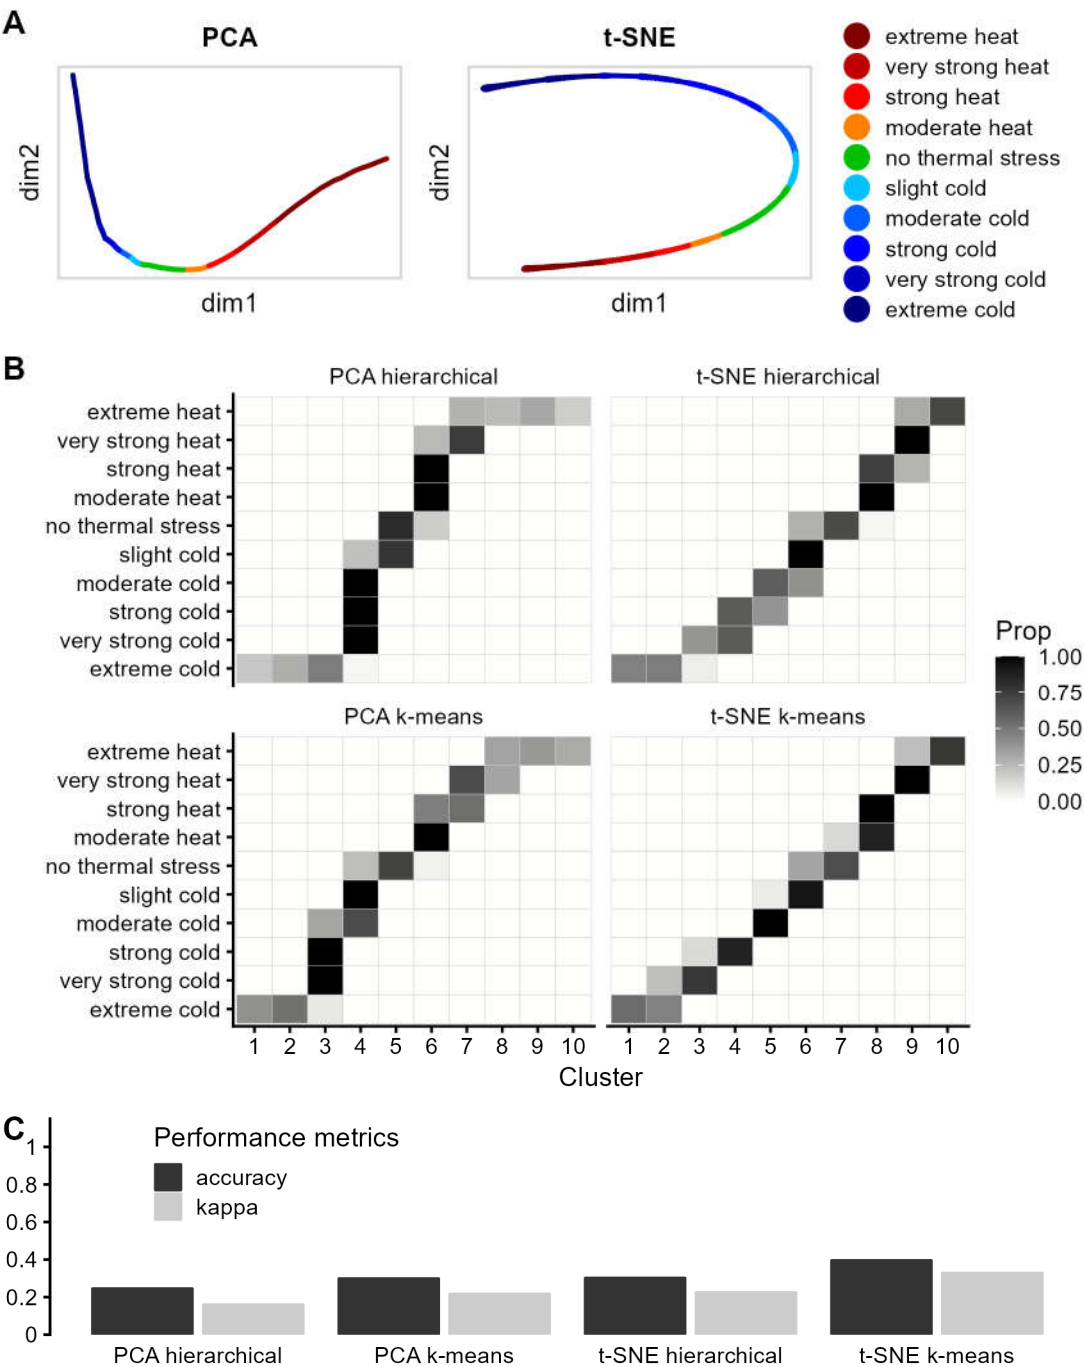 A
PCA
t-SNE
dim2
dim1
dim2
dim1
extreme heat
very strong heat
strong heat
moderate heat
no thermal stress
slight cold
moderate cold
strong cold
very strong cold
extreme cold
B
PCA hierarchical
t-SNE hierarchical
extreme heat
very strong heat
strong heat
moderate heat
no thermal stress
slight cold
moderate cold
strong cold
very strong cold
extreme cold
PCA k-means
t-SNE k-means
extreme heat
very strong heat
strong heat
moderate heat
no thermal stress
slight cold
moderate cold
strong cold
very strong cold
extreme cold
1 2 3 4 5 6 7 8 9 10
1 2 3 4 5 6 7 8 9 10
Cluster
Prop
1.00
0.75
0.50
0.25
0.00
C
Performance metrics
accuracy
kappa
1
0.8
0.6
0.4
0.2
0
PCA hierarchical
PCA k-means
t-SNE hierarchical
t-SNE k-means